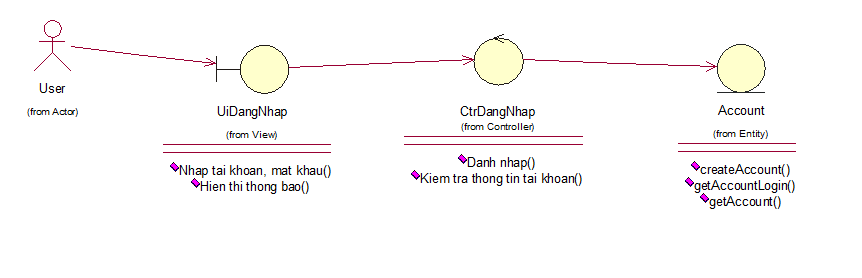 User
(from Actor)
UiDangNhap
(from View)
Nhap tai khoan, mat khau()
Hien thi thong bao()
CtrDangNhap
(from Controller)
Danh nhap()
Kiem tra thong tin tai khoan()
Account
(from Entity)
createAccount()
getAccountLogin()
getAccount()